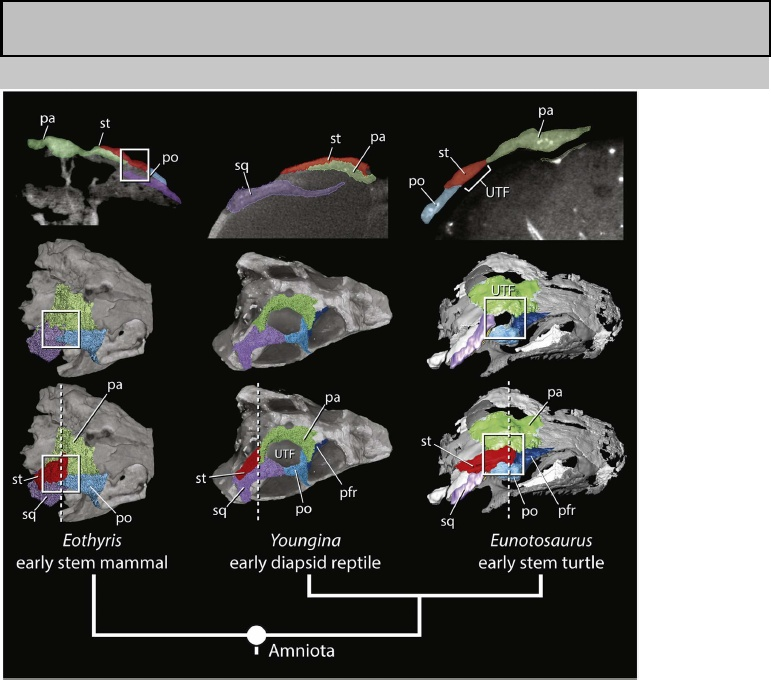 pa
st
po
sq
st
pa
pa
st
po
UTF
UTF
pa
st
sq
po
pa
UTF
st
sq
po
pfr
pa
st
sq
po
pfr
Eothyris
early stem mammal
Youngina
early diapsid reptile
Eunotosaurus
early stem turtle
Amniota